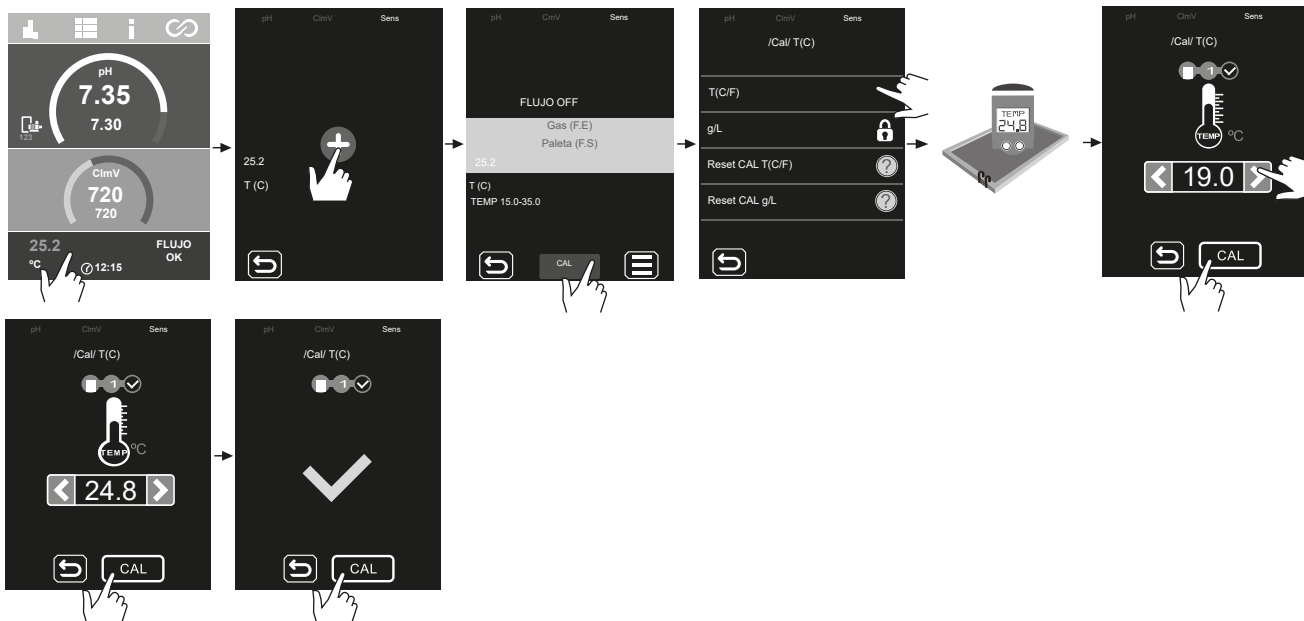 pH
7.35
7.30
123
ClmV
720
720
25.2
ºC
12:15
FLUJO
OK
pH ClmV Sens
25.2
T (C)
pH ClmV Sens
FLUJO OFF
Gas (F.E)
Paleta (F.S)
25.2
T (C)
TEMP 15.0-35.0
CAL
pH ClmV Sens
/Cal/ T(C)
T(C/F)
g/L
Reset CAL T(C/F) ?
Reset CAL g/L ?
TEMP
24.8
pH ClmV Sens
/Cal/ T(C)
1
TEMP ºC
19.0
CAL
pH ClmV Sens
/Cal/ T(C)
1
TEMP ºC
24.8
CAL
pH ClmV Sens
/Cal/ T(C)
1
CAL